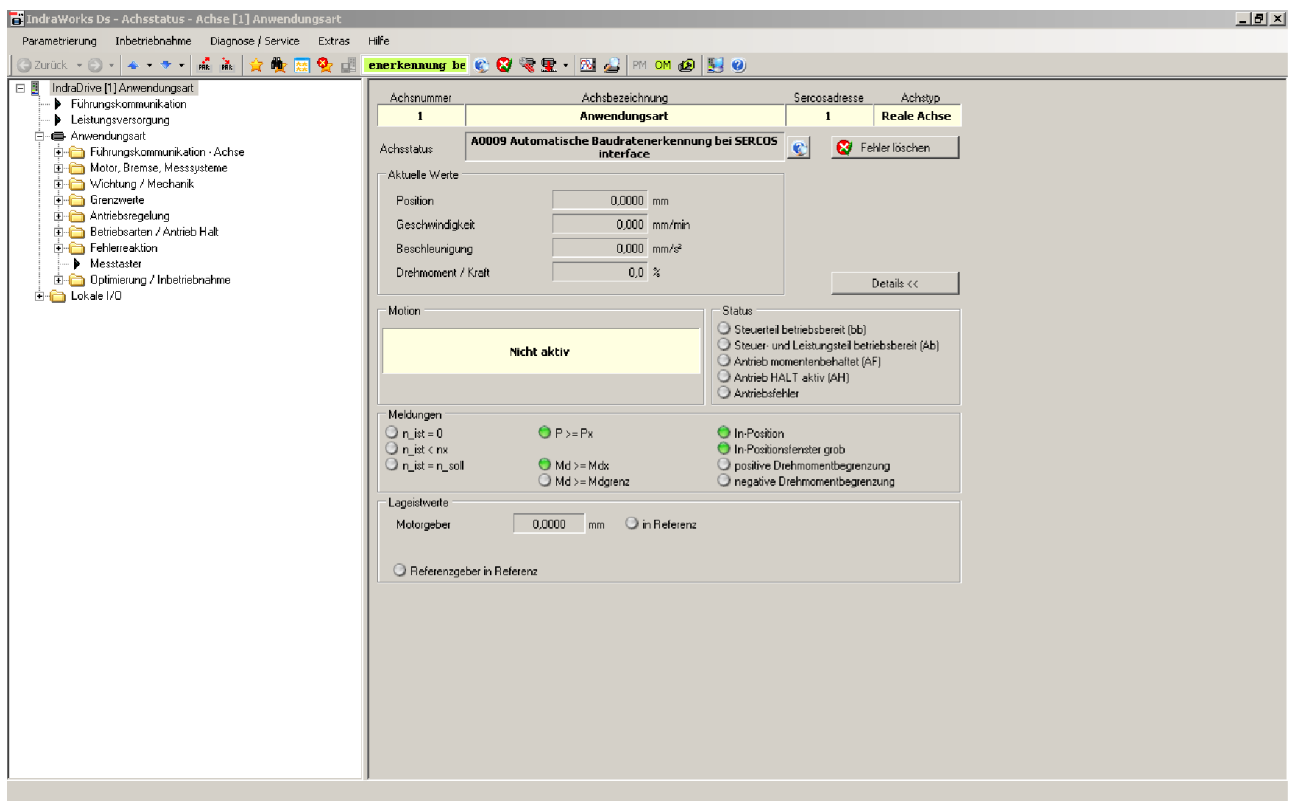 IndraWorks Ds - Achsstatus - Achse [1] Anwendungsart
Parametrierung Inbetriebnahme Diagnose / Service Extras Hilfe
Zurück PAR. PAR. enerkennung be PM OM
IndraDrive [1] Anwendungsart
Führungskommunikation
Leistungsversorgung
Anwendungsart
Führungskommunikation - Achse
Motor, Bremse, Messsysteme
Wichtung / Mechanik
Grenzwerte
Antriebsregelung
Betriebsarten / Antrieb Halt
Fehlerreaktion
Messtaster
Optimierung / Inbetriebnahme
Lokale I/O
Achsnummer Achsbezeichnung Sercosadresse Achstyp
1 Anwendungsart 1 Reale Achse
Achsstatus
A0009 Automatische Baudratenerkennung bei SERCOS
interface
Fehler löschen
Aktuelle Werte
Position 0,0000 mm
Geschwindigkeit 0,000 mm/min
Beschleunigung 0,000 mm/s²
Drehmoment / Kraft 0,0 %
Details <<
Motion
Nicht aktiv
Status
Steuerteil betriebsbereit (bb)
Steuer- und Leistungsteil betriebsbereit (Ab)
Antrieb momentenbehaftet (AF)
Antrieb HALT aktiv (AH)
Antriebsfehler
Meldungen
n_ist = 0 P >= Px In-Position
n_ist < nx In-Positionsfenster grob
n_ist = n_soll Md >= Mdx positive Drehmomentbegrenzung
Md >= Mdgrenz negative Drehmomentbegrenzung
Lageistwerte
Motorgeber 0,0000 mm in Referenz
Referenzgeber in Referenz